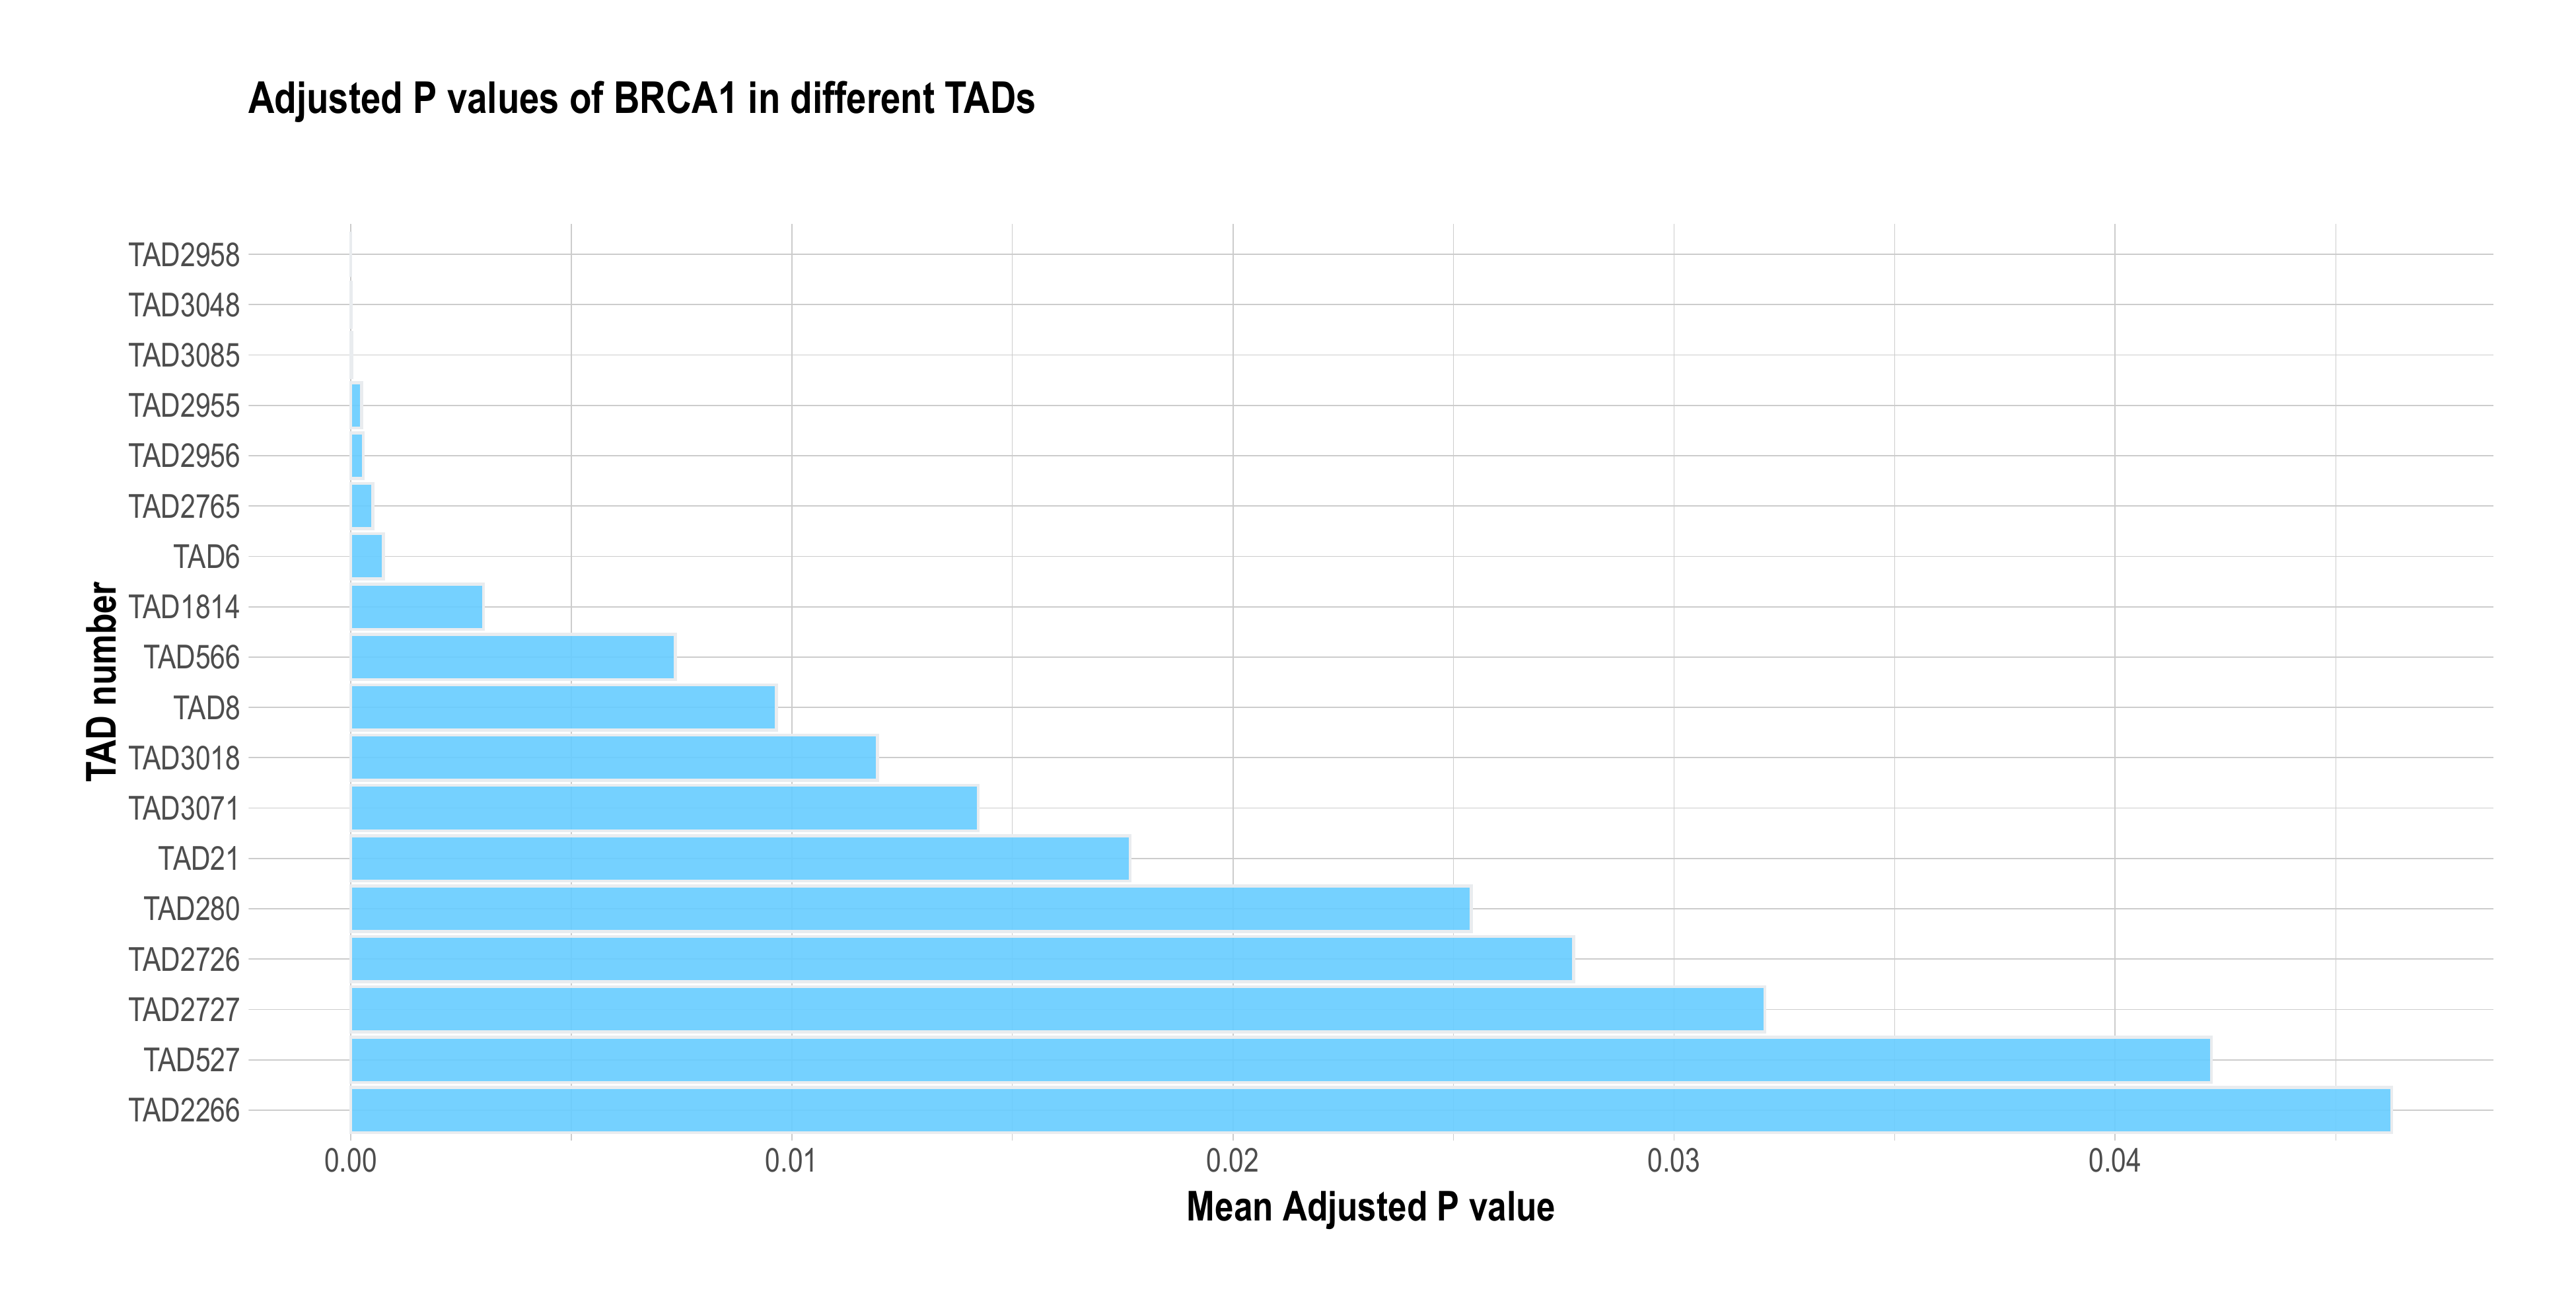 Adjusted P values of BRCA1 in different TADs
TAD number
TAD2958
TAD3048
TAD3085
TAD2955
TAD2956
TAD2765
TAD6
TAD1814
TAD566
TAD8
TAD3018
TAD3071
TAD21
TAD280
TAD2726
TAD2727
TAD527
TAD2266
0.00 0.01 0.02 0.03 0.04
Mean Adjusted P value